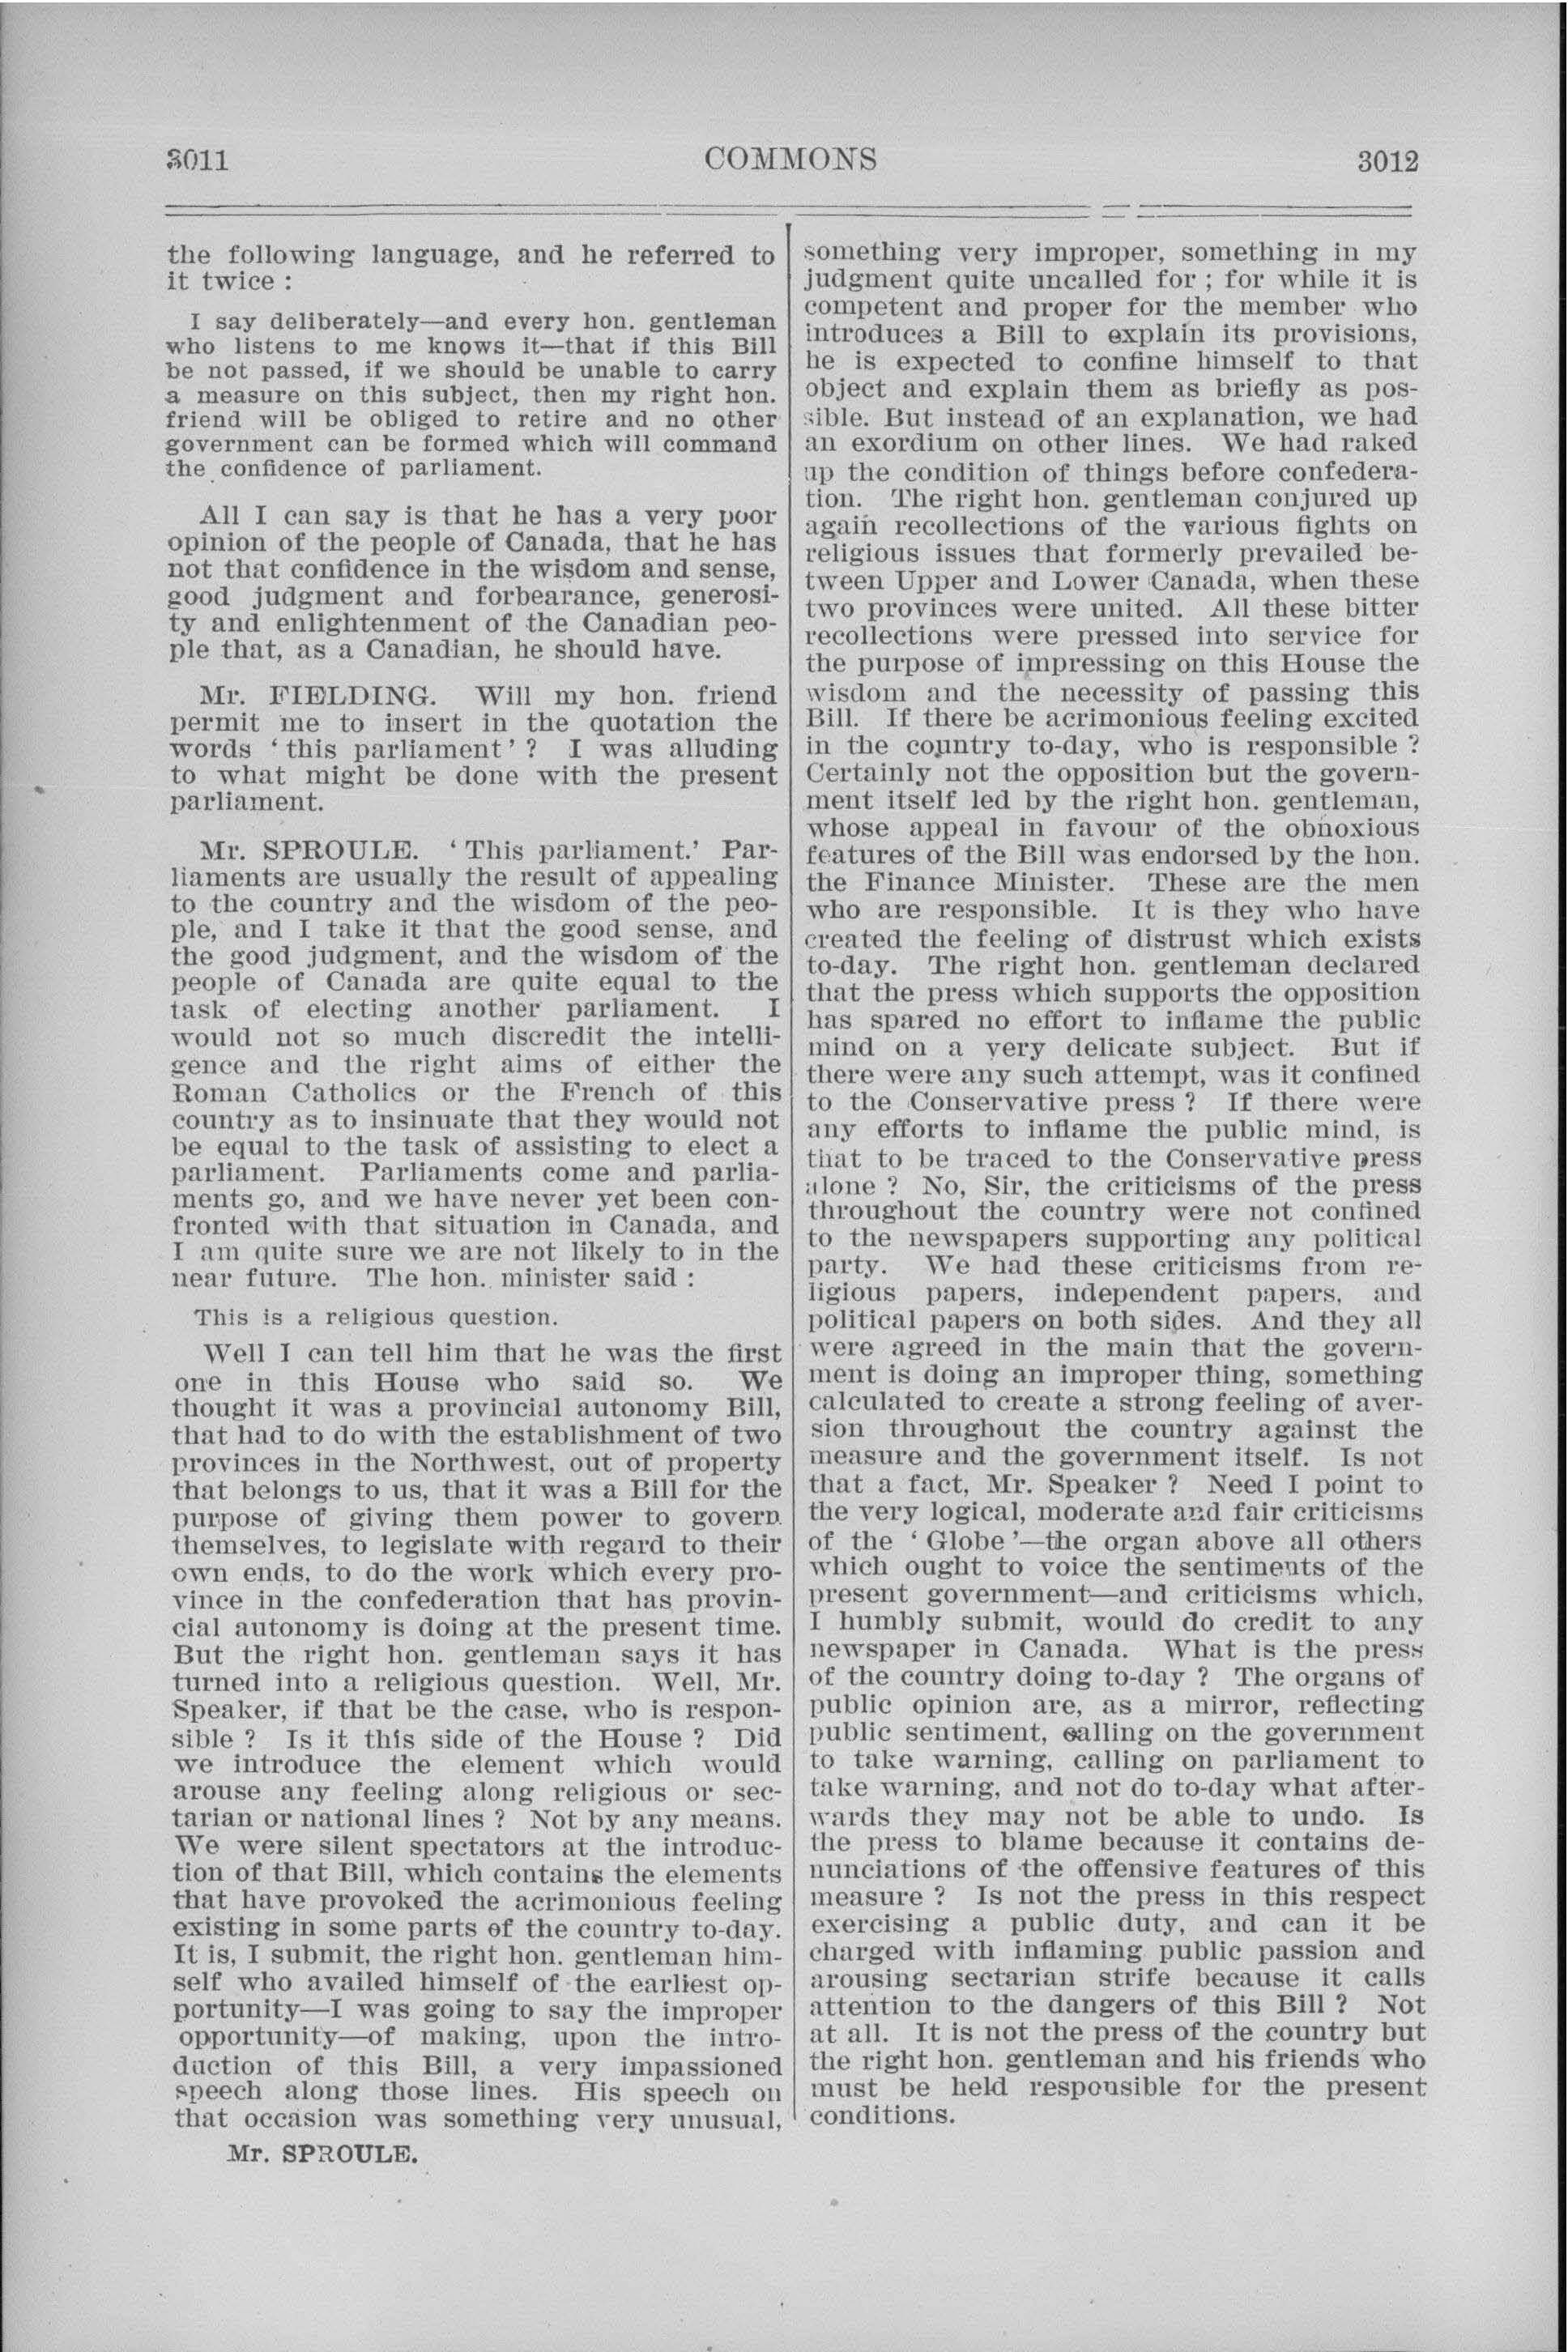 3011
COMMONS
3012
the following language, and he referred to
it twice :
I say deliberately—and every hon. gentleman
who listens to me knows it—that if this Bill
be not passed, if we should be unable to carry
a measure on this subject, then my right hon.
friend will be obliged to retire and no other
government can be formed which will command
the confidence of parliament.
All I can say is that he has a very poor
opinion of the people of Canada, that he has
not that confidence in the wisdom and sense,
good judgment and forbearance, generosi-
ty and enlightenment of the Canadian peo-
ple that, as a Canadian, he should have.
Mr. FIELDING. Will my hon. friend
permit me to insert in the quotation the
words ‘ this parliament ’ ? I was alluding
to what might be done with the present
parliament.
Mr. SPROULE. ‘ This parliament.’ Par-
liaments are usually the result of appealing
to the country and the wisdom of the peo-
ple, and I take it that the good sense, and
the good judgment, and the wisdom of the
people of Canada are quite equal to the
task of electing another parliament. I
would not so much discredit the intelli-
gence and the right aims of either the
Roman Catholics or the French of this
country as to insinuate that they would not
be equal to the task of assisting to elect a
parliament. Parliaments come and parlia-
ments go, and we have never yet been con-
fronted with that situation in Canada, and
I am quite sure we are not likely to in the
near future. The hon. minister said :
This is a religious question.
Well I can tell him that he was the first
one in this House who said so. We
thought it was a provincial autonomy Bill,
that had to do with the establishment of two
provinces in the Northwest, out of property
that belongs to us, that it was a Bill for the
purpose of giving them power to govern
themselves, to legislate with regard to their
own ends, to do the work which every pro-
vince in the confederation that has provin-
cial autonomy is doing at the present time.
But the right hon. gentleman says it has
turned into a religious question. Well, Mr.
Speaker, if that be the case, who is respon-
sible ? Is it this side of the House ? Did
we introduce the element which would
arouse any feeling along religious or sec-
tarian or national lines ? Not by any means.
We were silent spectators at the introduc-
tion of that Bill, which contains the elements
that have provoked the acrimonious feeling
existing in some parts of the country to-day.
It is, I submit, the right hon. gentleman him-
self who availed himself of the earliest op-
portunity—I was going to say the improper
opportunity—of making, upon the intro-
duction of this Bill, a very impassioned
speech along those lines. His speech on
that occasion was something very unusual,
Mr. SPROULE.
something very improper, something in my
judgment quite uncalled for ; for while it is
competent and proper for the member who
introduces a Bill to explain its provisions,
he is expected to confine himself to that
object and explain them as briefly as pos-
sible. But instead of an explanation, we had
an exordium on other lines. We had raked
up the condition of things before confedera-
tion. The right hon. gentleman conjured up
again recollections of the various fights on
religious issues that formerly prevailed be-
tween Upper and Lower Canada, when these
two provinces were united. All these bitter
recollections were pressed into service for
the purpose of impressing on this House the
wisdom and the necessity of passing this
Bill. If there be acrimonious feeling excited
in the country to-day, who is responsible ?
Certainly not the opposition but the govern-
ment itself led by the right hon. gentleman,
whose appeal in favour of the obnoxious
features of the Bill was endorsed by the hon.
the Finance Minister. These are the men
who are responsible. It is they who have
created the feeling of distrust which exists
to-day. The right hon. gentleman declared
that the press which supports the opposition
has spared no effort to inflame the public
mind on a very delicate subject. But if
there were any such attempt, was it confined
to the Conservative press ? If there were
any efforts to inflame the public mind, is
that to be traced to the Conservative press
alone ? No, Sir, the criticisms of the press
throughout the country were not confined
to the newspapers supporting any political
party. We had these criticisms from re-
ligious papers, independent papers, and
political papers on both sides. And they all
were agreed in the main that the govern-
ment is doing an improper thing, something
calculated to create a strong feeling of aver-
sion throughout the country against the
measure and the government itself. Is not
that a fact, Mr. Speaker ? Need I point to
the very logical, moderate and fair criticisms
of the ‘ Globe ’—the organ above all others
which ought to voice the sentiments of the
present government—and criticisms which,
I humbly submit, would do credit to any
newspaper in Canada. What is the press
of the country doing to-day ? The organs of
public opinion are, as a mirror, reflecting
public sentiment, calling on the government
to take warning, calling on parliament to
take warning, and not do to-day what after-
wards they may not be able to undo. Is
the press to blame because it contains de-
nunciations of the offensive features of this
measure ? Is not the press in this respect
exercising a public duty, and can it be
charged with inflaming public passion and
arousing sectarian strife because it calls
attention to the dangers of this Bill ? Not
at all. It is not the press of the country but
the right hon. gentleman and his friends who
must be held responsible for the present
conditions.